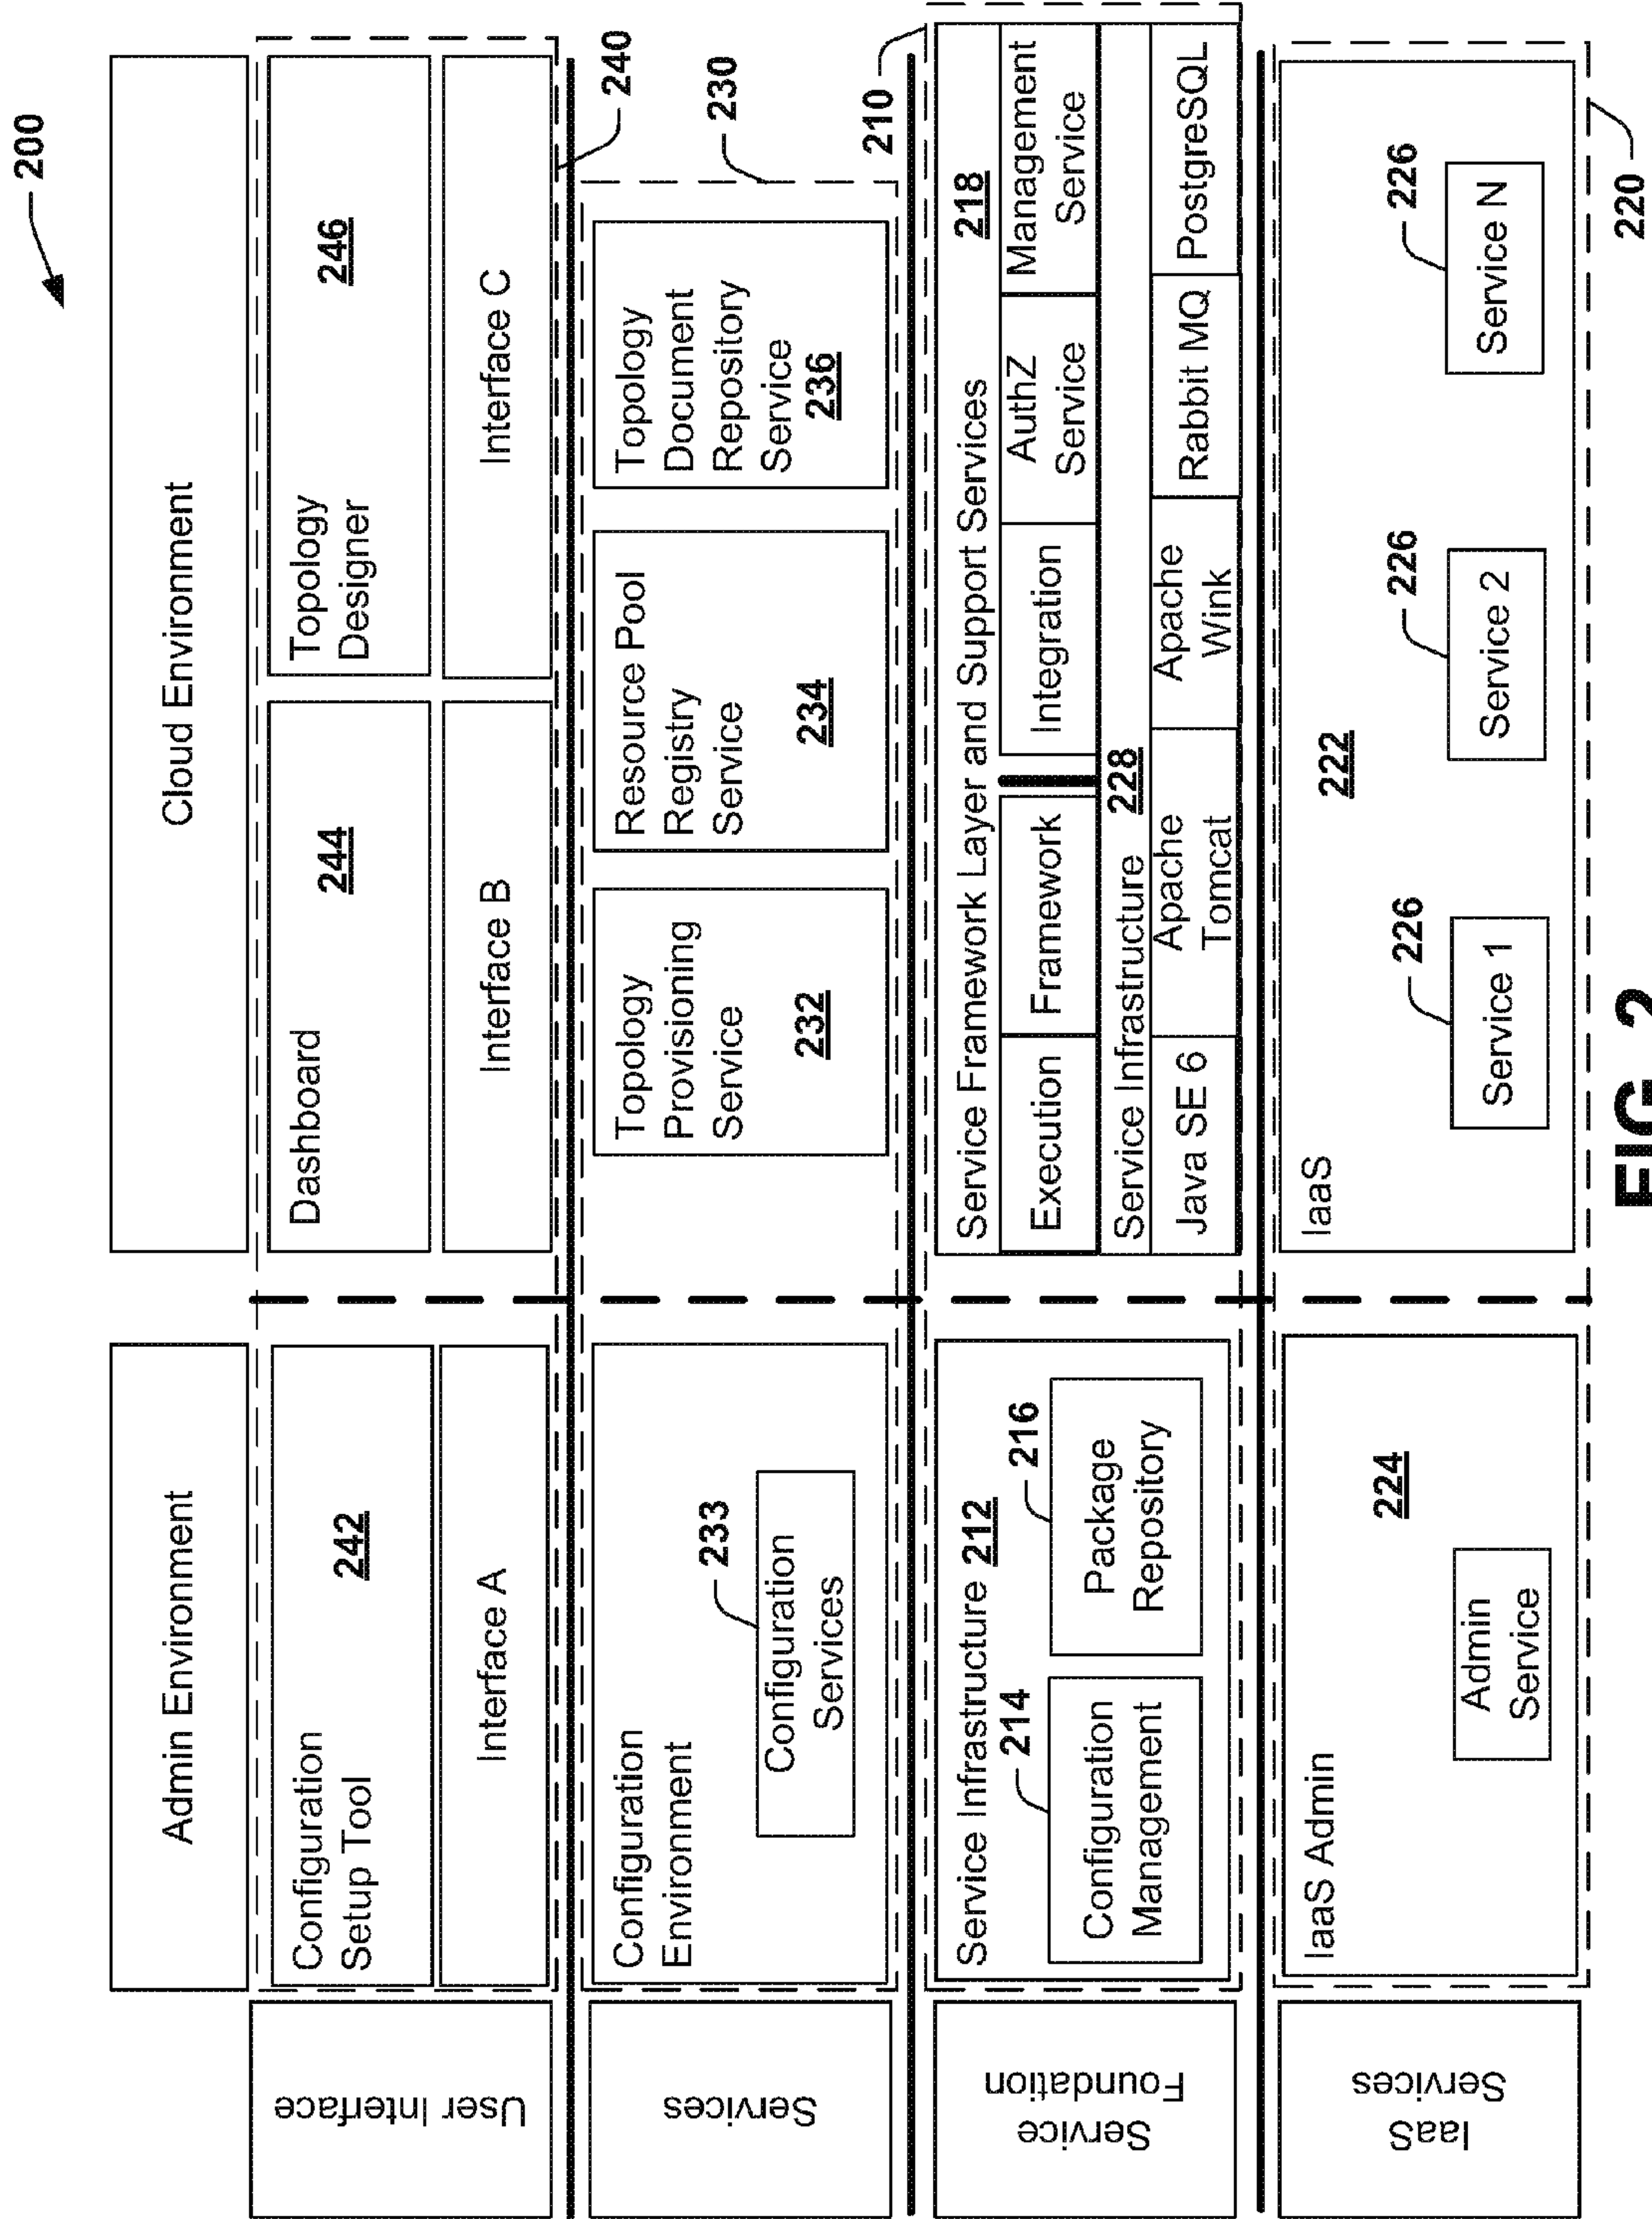 200
Admin Environment
Cloud Environment
User Interface
Configuration
Setup Tool
242
Interface A
Dashboard
244
Interface B
Topology
Designer
246
Interface C
240
Services
Configuration
Environment
233
Configuration
Services
Topology
Provisioning
Service
232
Resource Pool
Registry
Service
234
Topology
Document
Repository
Service
236
230
Service
Foundation
Service Infrastructure 212
214
Configuration
Management
216
Package
Repository
Service Framework Layer and Support Services
218
Execution
Framework
Integration
AuthZ
Service
Management
Service
Service Infrastructure 228
Java SE 6
Apache
Tomcat
Apache
Wink
Rabbit MQ
PostgreSQL
210
IaaS
Services
IaaS Admin
224
Admin
Service
IaaS
222
226
Service 1
226
Service 2
226
Service N
220
FIG. 2